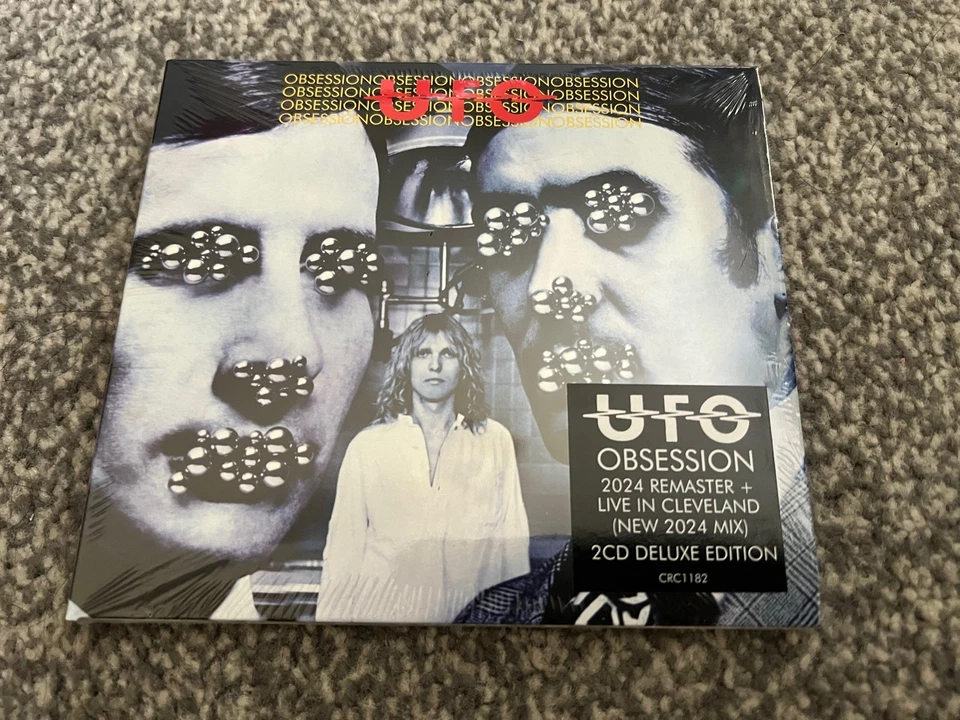 OBSESSIONOBSESSIONOBSESSIONOBSESSION
OBSESSIONOBSESSIONOBSESSIONOBSESSION
OBSESSIONOBSESSIONOBSESSIONOBSESSION
OBSESSIONOBSESSIONOBSESSIONOBSESSION
UFO
UFO
OBSESSION
2024 REMASTER +
LIVE IN CLEVELAND
(NEW 2024 MIX)
2CD DELUXE EDITION
CRC1182